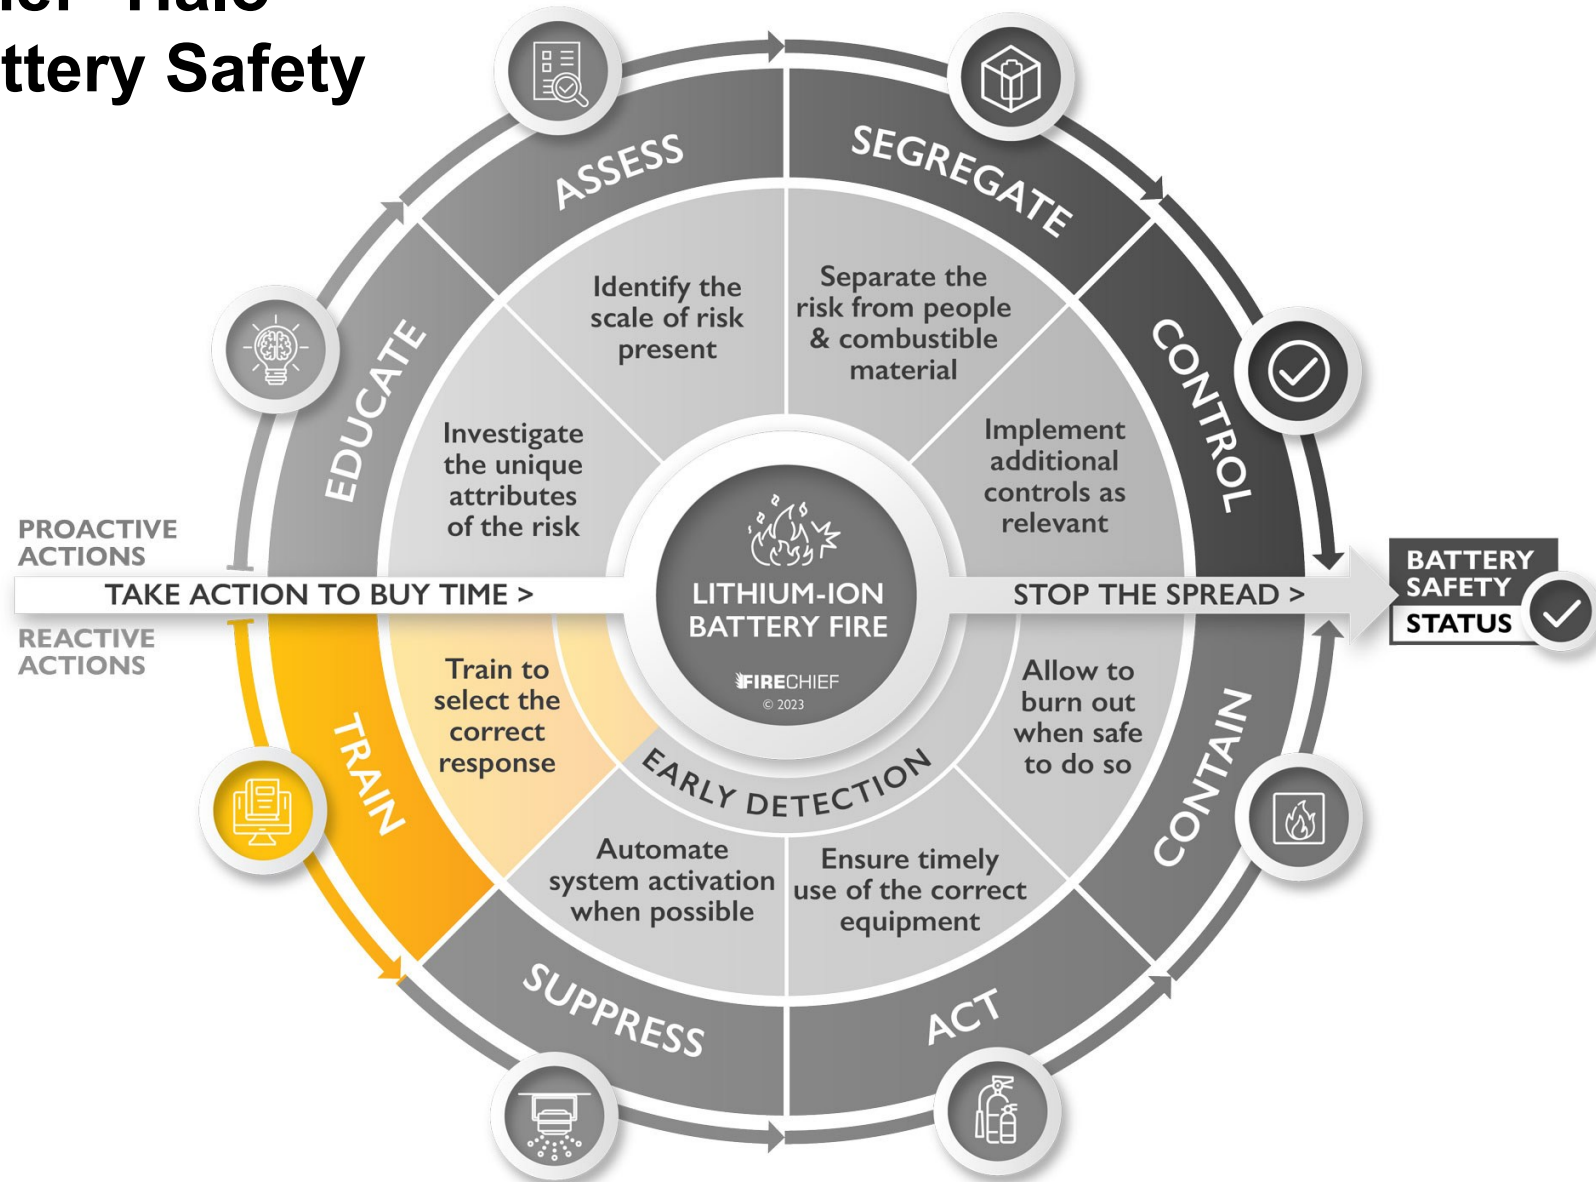 Halo
ttery Safety
ASSESS
SEGREGATE
EDUCATE
CONTROL
Identify the
scale of risk
present
Separate the
risk from people
& combustible
material
Investigate
the unique
attributes
of the risk
Implement
additional
controls as
relevant
PROACTIVE
ACTIONS
TAKE ACTION TO BUY TIME >
REACTIVE
ACTIONS
LITHIUM-ION
BATTERY FIRE
FIRECHIEF
© 2023
STOP THE SPREAD >
BATTERY
SAFETY
STATUS
TRAIN
Train to
select the
correct
response
EARLY DETECTION
Allow to
burn out
when safe
to do so
CONTAIN
Automate
system activation
when possible
Ensure timely
use of the correct
equipment
SUPPRESS
ACT